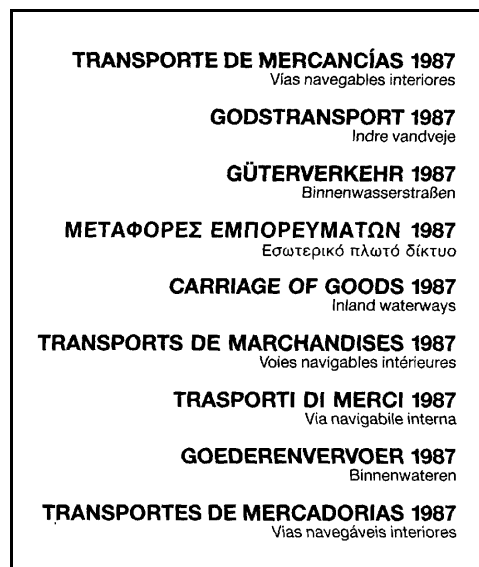 TRANSPORTE DE MERCANCÍAS 1987
Vías navegables interiores
GODSTRANSPORT 1987
Indre vandveje
GÜTERVERKEHR 1987
Binnenwasserstraßen
ΜΕΤΑΦΟΡΕΣ ΕΜΠΟΡΕΥΜΑΤΩΝ 1987
Εσωτερικό πλωτό δίκτυο
CARRIAGE OF GOODS 1987
Inland waterways
TRANSPORTS DE MARCHANDISES 1987
Voies navigables intérieures
TRASPORTI DI MERCI 1987
Via navigabile interna
GOEDERENVERVOER 1987
Binnenwateren
TRANSPORTES DE MERCADORIAS 1987
Vias navegáveis interiores